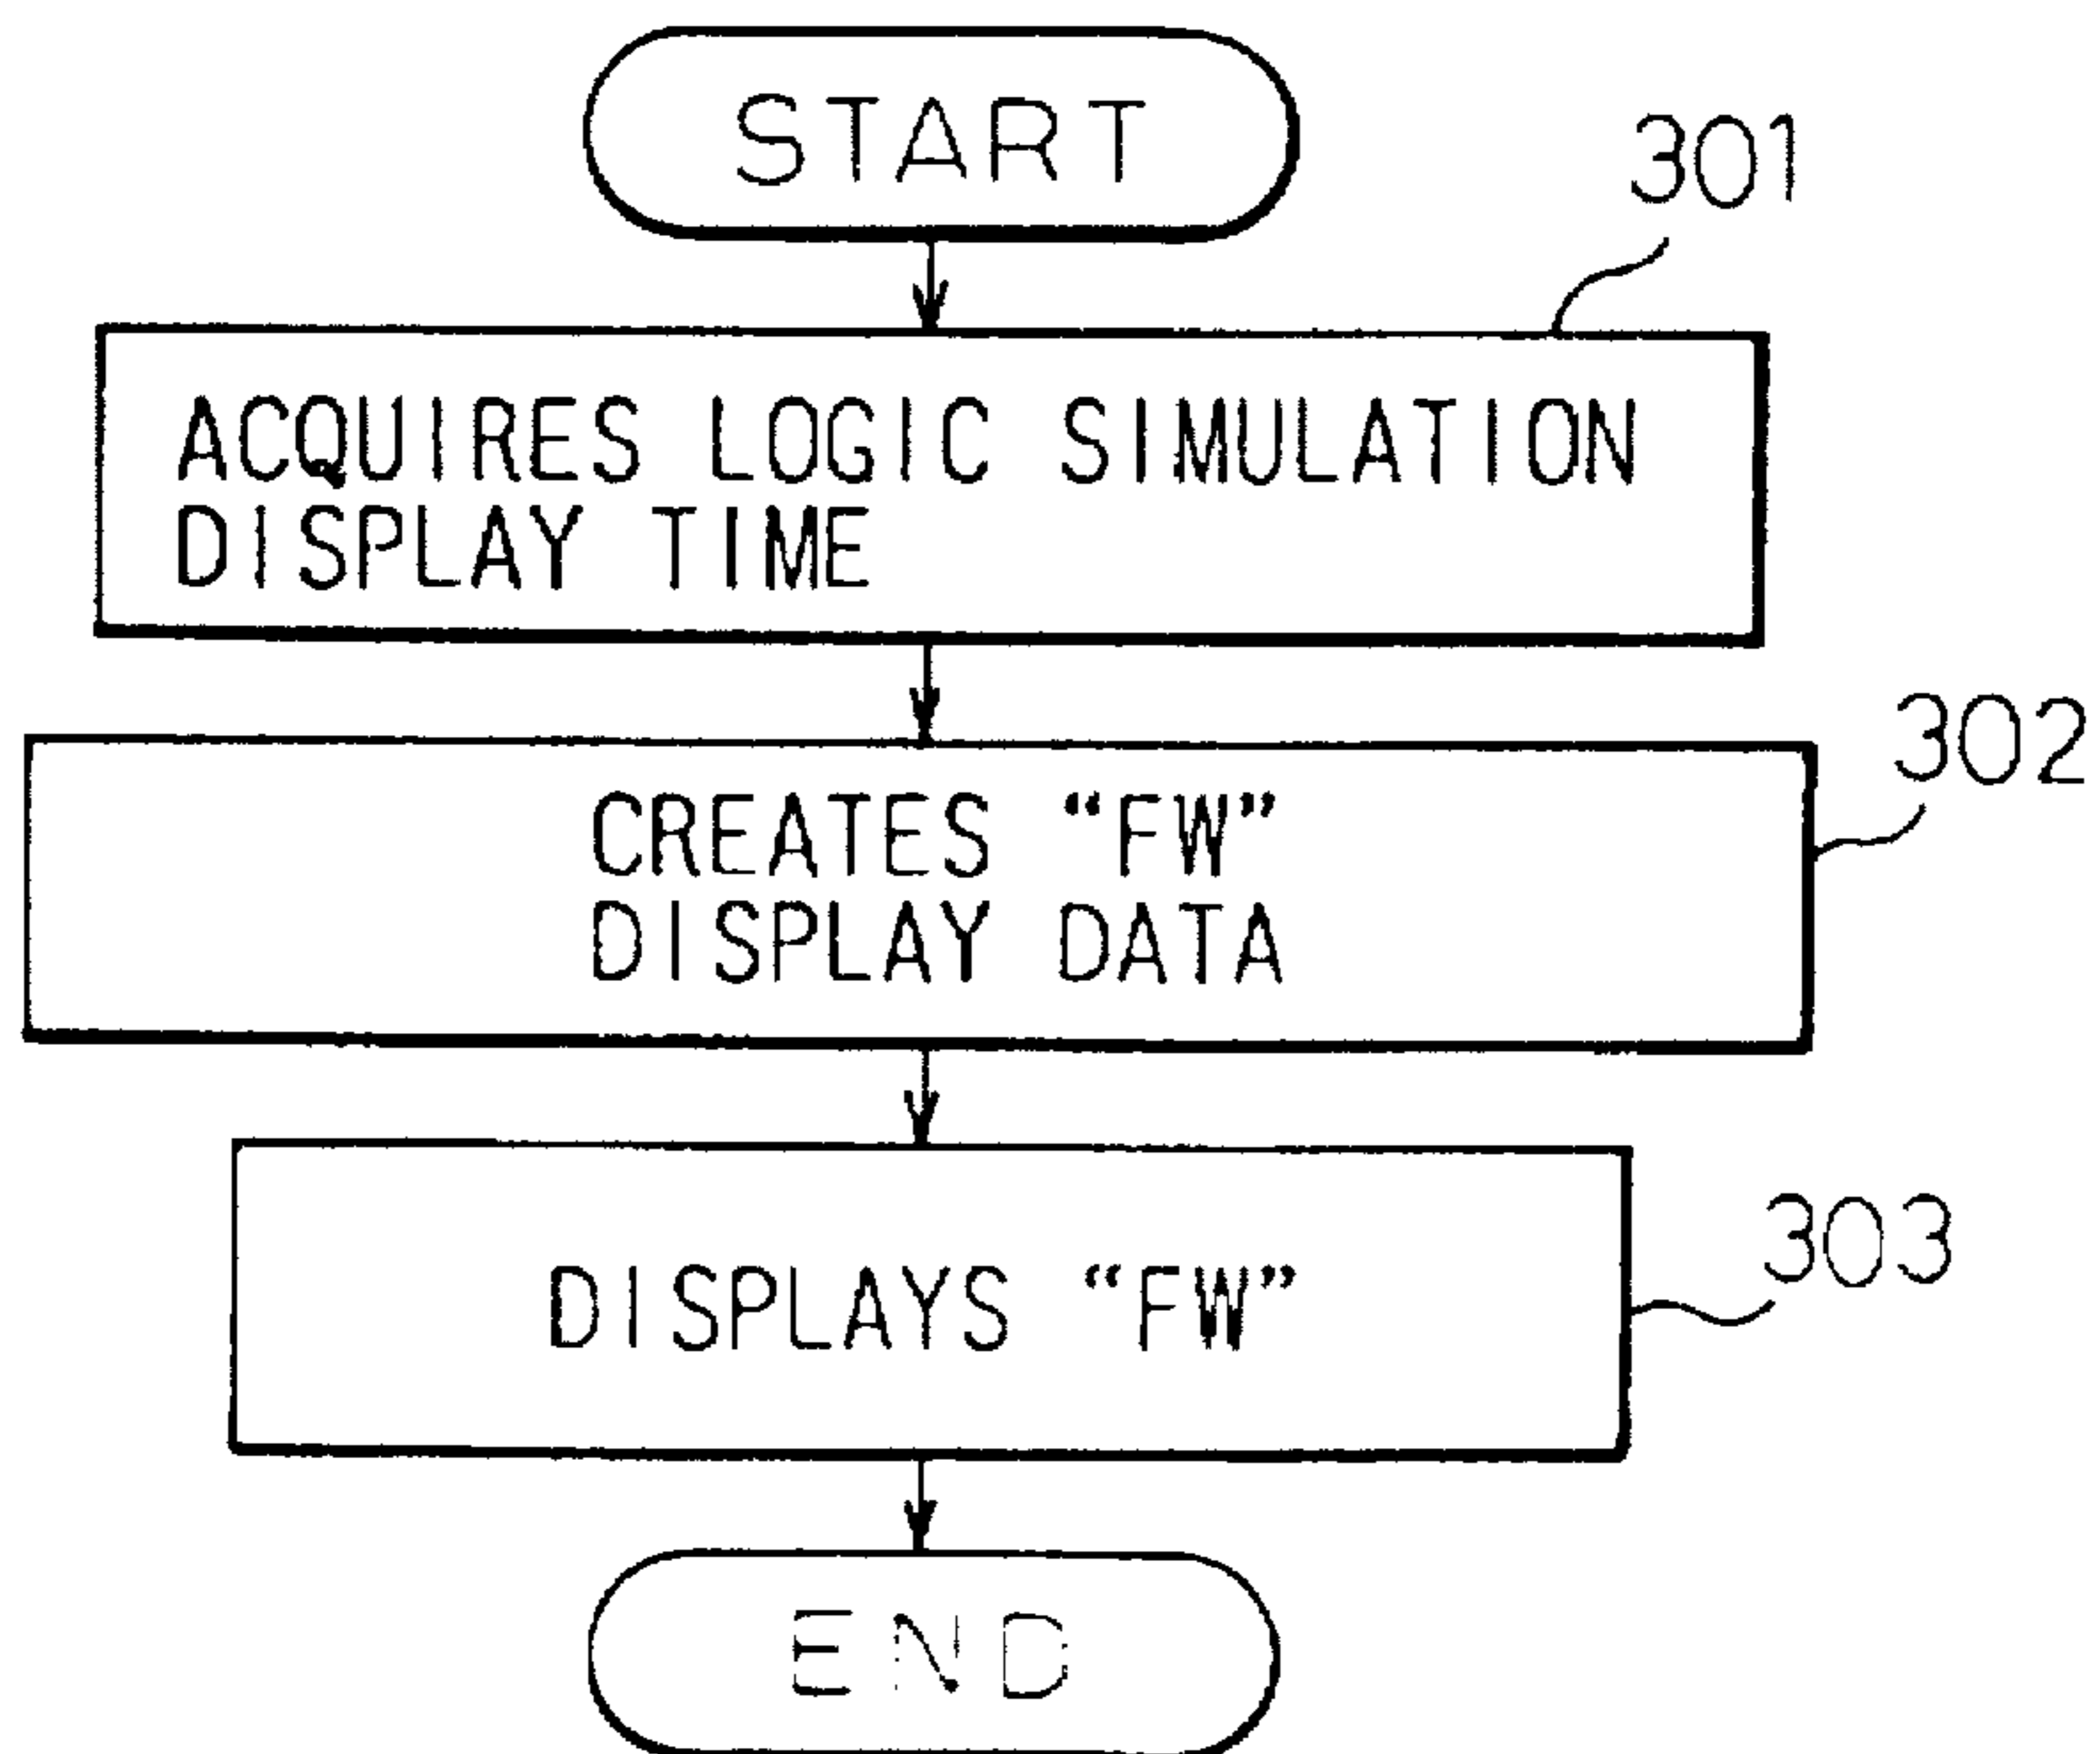 START
301
ACQUIRES LOGIC SIMULATION
DISPLAY TIME
302
CREATES “FW”
DISPLAY DATA
303
DISPLAYS “FW”
END